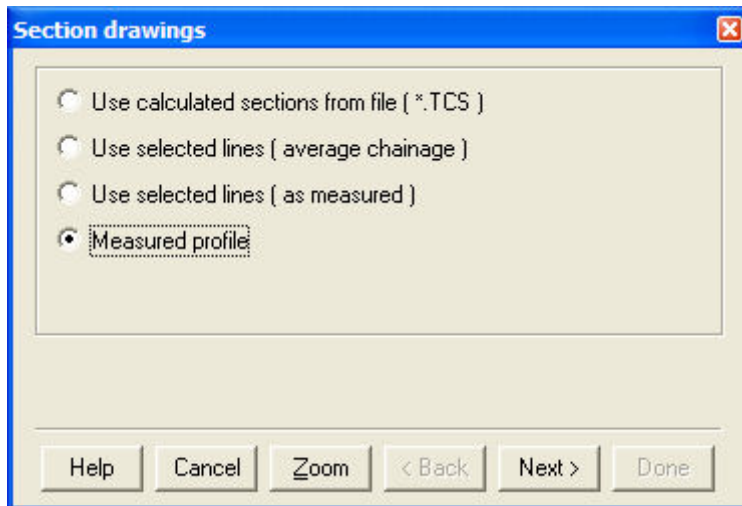 Section drawings
Use calculated sections from file ( *.TCS )
Use selected lines ( average chainage )
Use selected lines ( as measured )
Measured profile
Help Cancel Zoom < Back Next > Done